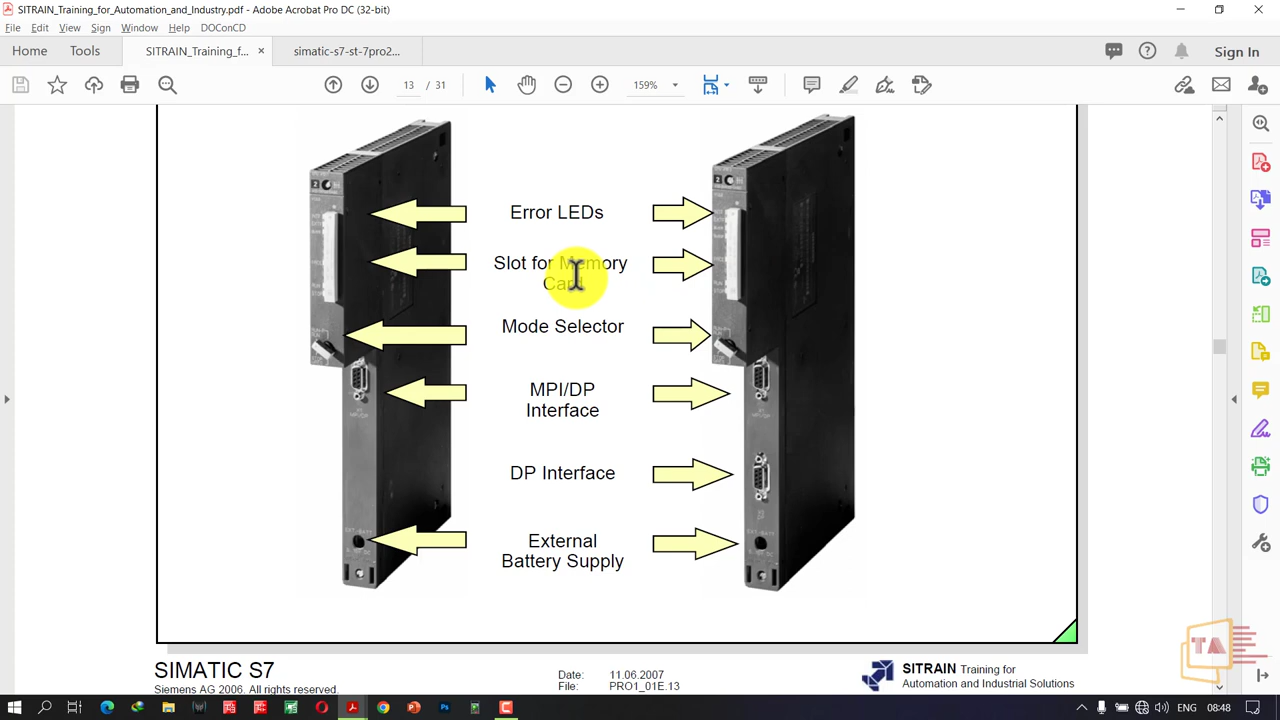 SITRAIN_Training_for_Automation_and_Industry.pdf - Adobe Acrobat Pro DC (32-bit)
File Edit View Sign Window Help DOConCD
Home Tools SITRAIN_Training_f... × simatic-s7-st-7pro2... Sign In
13 / 31 159%
Error LEDs
Slot for Memory
Card
Mode Selector
MPI/DP
Interface
DP Interface
External
Battery Supply
SIMATIC S7
Siemens AG 2006. All rights reserved.
Date: 11.06.2007
File: PRO1_01E.13
SITRAIN Training for
Automation and Industrial Solutions
TA
ENG 08:48